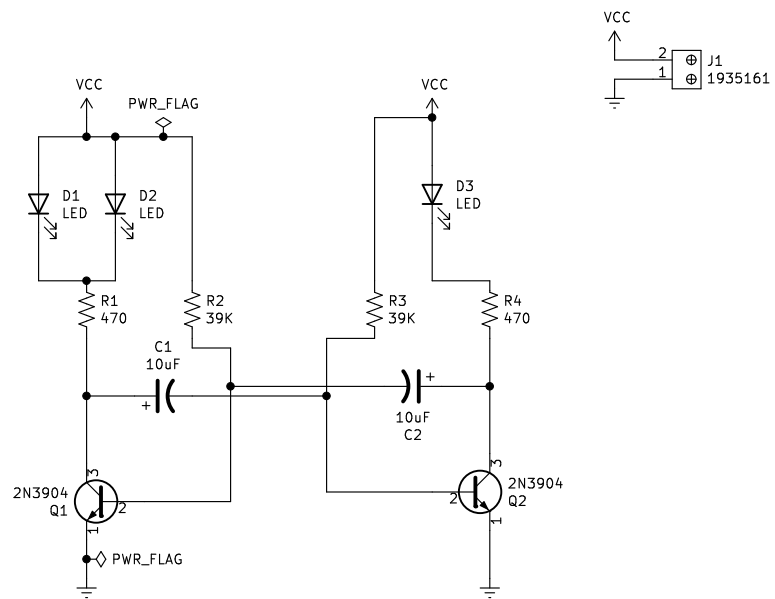 VCC
2
J1
1
1935161
VCC
PWR_FLAG
VCC
D1
LED
D2
LED
D3
LED
R1
470
R2
39K
R3
39K
R4
470
C1
10uF
+
+
10uF
C2
3
2N3904
Q1
2
1
3
2N3904
Q2
2
1
PWR_FLAG